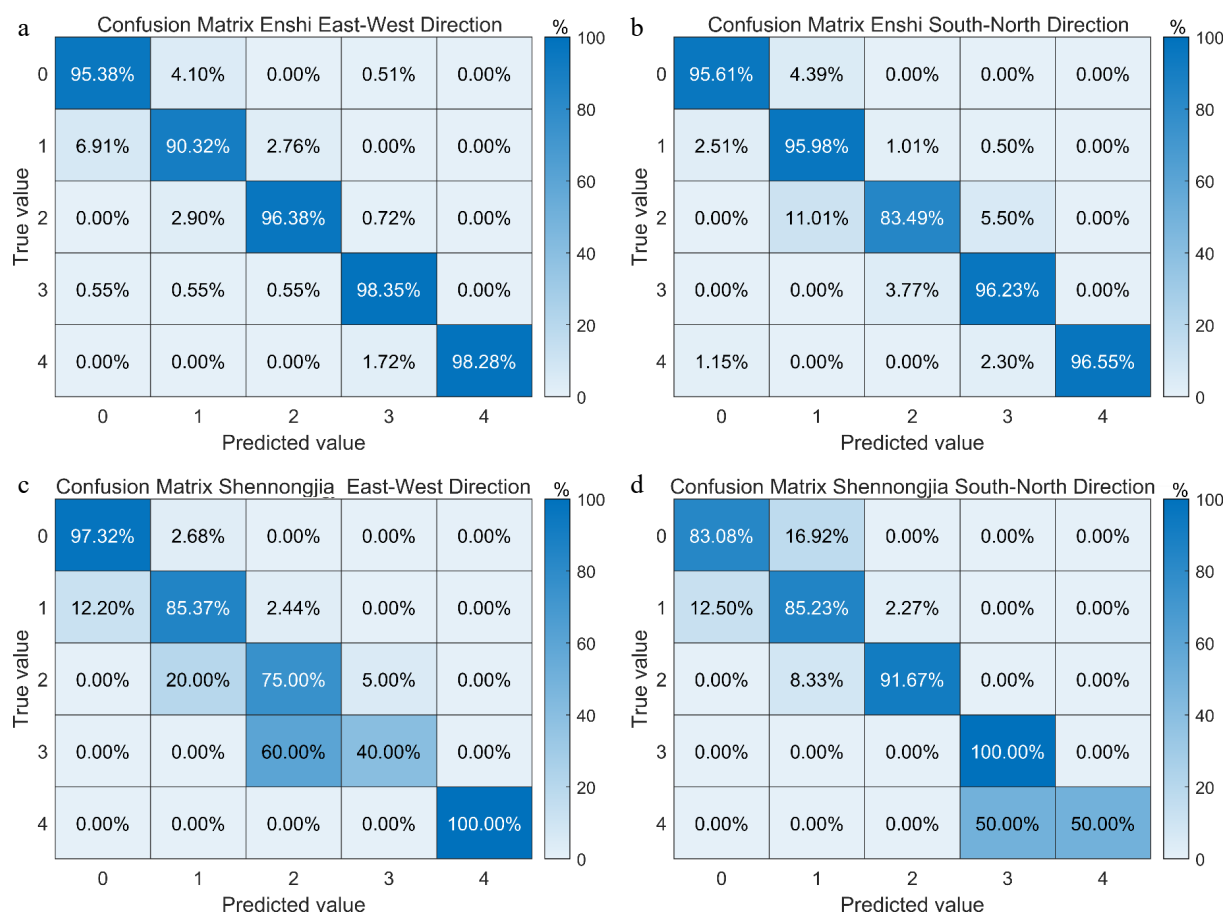 a Confusion Matrix Enshi East-West Direction %
0 95.38% 4.10% 0.00% 0.51% 0.00%
1 6.91% 90.32% 2.76% 0.00% 0.00%
2 0.00% 2.90% 96.38% 0.72% 0.00%
3 0.55% 0.55% 0.55% 98.35% 0.00%
4 0.00% 0.00% 0.00% 1.72% 98.28%
0 1 2 3 4
Predicted value
True value
100
80
60
40
20
0
b Confusion Matrix Enshi South-North Direction %
0 95.61% 4.39% 0.00% 0.00% 0.00%
1 2.51% 95.98% 1.01% 0.50% 0.00%
2 0.00% 11.01% 83.49% 5.50% 0.00%
3 0.00% 0.00% 3.77% 96.23% 0.00%
4 1.15% 0.00% 0.00% 2.30% 96.55%
0 1 2 3 4
Predicted value
True value
100
80
60
40
20
0
c Confusion Matrix Shennongjia East-West Direction %
0 97.32% 2.68% 0.00% 0.00% 0.00%
1 12.20% 85.37% 2.44% 0.00% 0.00%
2 0.00% 20.00% 75.00% 5.00% 0.00%
3 0.00% 0.00% 60.00% 40.00% 0.00%
4 0.00% 0.00% 0.00% 0.00% 100.00%
0 1 2 3 4
Predicted value
True value
100
80
60
40
20
0
d Confusion Matrix Shennongjia South-North Direction %
0 83.08% 16.92% 0.00% 0.00% 0.00%
1 12.50% 85.23% 2.27% 0.00% 0.00%
2 0.00% 8.33% 91.67% 0.00% 0.00%
3 0.00% 0.00% 0.00% 100.00% 0.00%
4 0.00% 0.00% 0.00% 50.00% 50.00%
0 1 2 3 4
Predicted value
True value
100
80
60
40
20
0